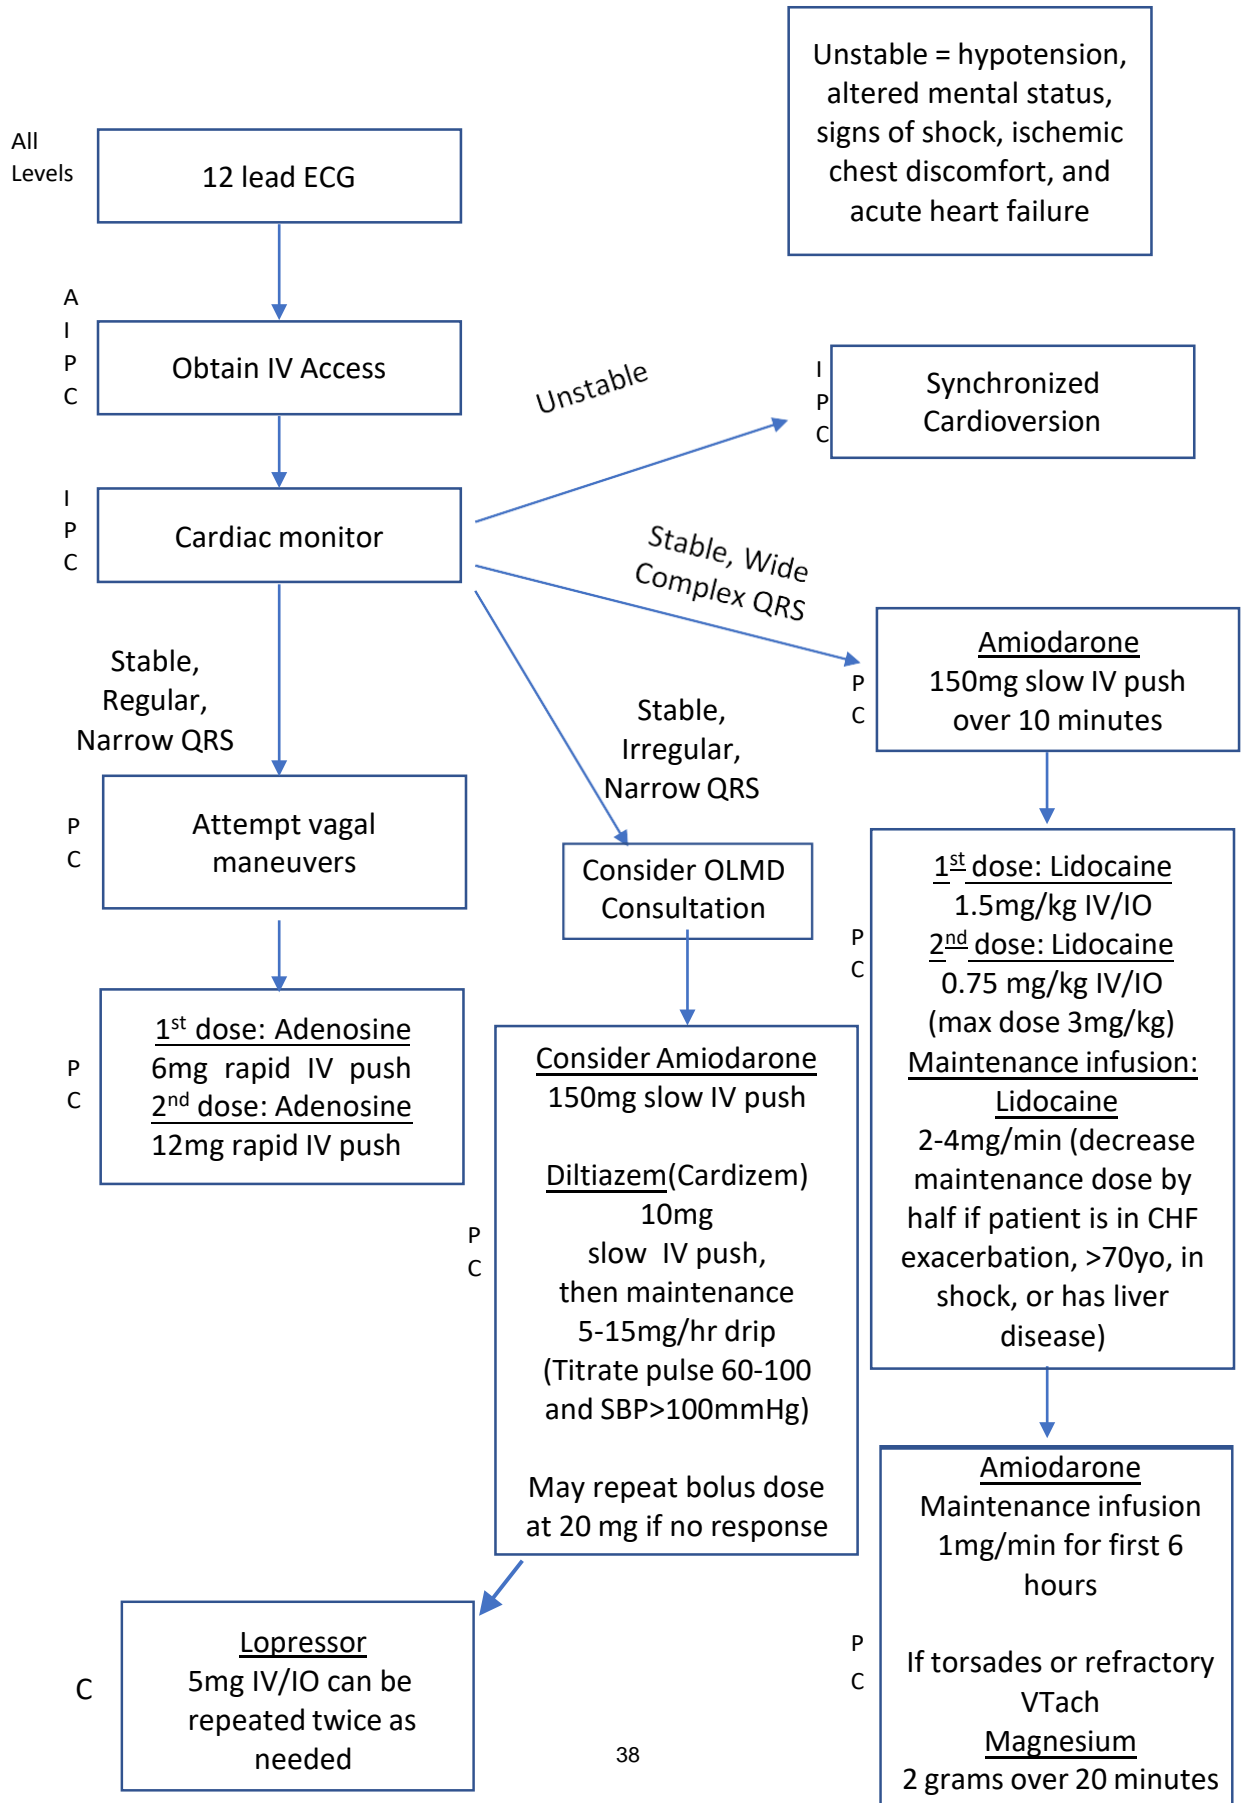 Unstable = hypotension,
altered mental status,
signs of shock, ischemic
chest discomfort, and
acute heart failure
All
Levels
12 lead ECG
A
I
P
C
Obtain IV Access
Unstable
I
P
C
Synchronized
Cardioversion
I
P
C
Cardiac monitor
Stable, Wide
Complex QRS
Stable,
Regular,
Narrow QRS
Stable,
Irregular,
Narrow QRS
P
C
Amiodarone
150mg slow IV push
over 10 minutes
P
C
Attempt vagal
maneuvers
Consider OLMD
Consultation
P
C
1st dose: Lidocaine
1.5mg/kg IV/IO
2nd dose: Lidocaine
0.75 mg/kg IV/IO
(max dose 3mg/kg)
Maintenance infusion:
Lidocaine
2-4mg/min (decrease
maintenance dose by
half if patient is in CHF
exacerbation, >70yo, in
shock, or has liver
disease)
P
C
1st dose: Adenosine
6mg rapid IV push
2nd dose: Adenosine
12mg rapid IV push
P
C
Consider Amiodarone
150mg slow IV push
Diltiazem(Cardizem)
10mg
slow IV push,
then maintenance
5-15mg/hr drip
(Titrate pulse 60-100
and SBP>100mmHg)
May repeat bolus dose
at 20 mg if no response
P
C
Amiodarone
Maintenance infusion
1mg/min for first 6
hours
If torsades or refractory
VTach
Magnesium
2 grams over 20 minutes
C
Lopressor
5mg IV/IO can be
repeated twice as
needed
38